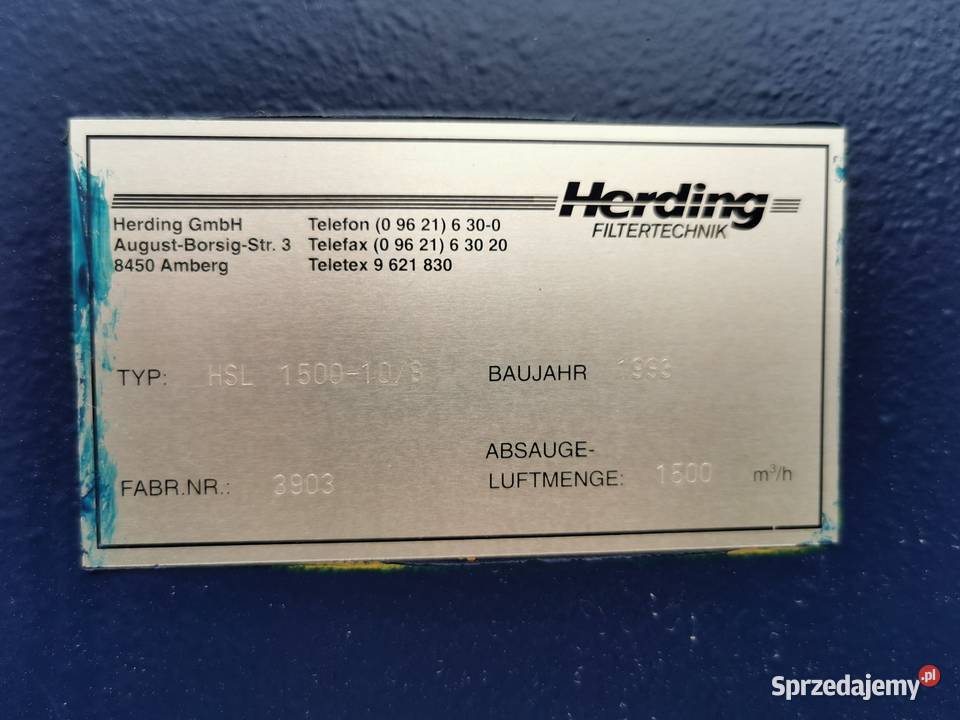 Herding
FILTERTECHNIK
Herding GmbH Telefon (0 96 21) 6 30-0
August-Borsig-Str. 3 Telefax (0 96 21) 6 30 20
8450 Amberg Teletex 9 621 830
TYP: HSL BAUJAHR
ABSAUGE-
FABR.NR.: 3903 LUFTMENGE: 1500 m³/h
Sprzedajemy.pl